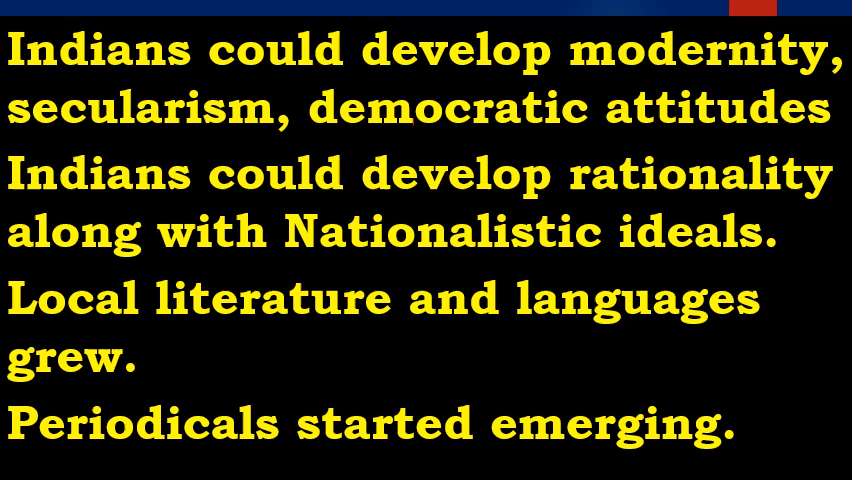 Indians could develop modernity,
secularism, democratic attitudes
Indians could develop rationality
along with Nationalistic ideals.
Local literature and languages
grew.
Periodicals started emerging.